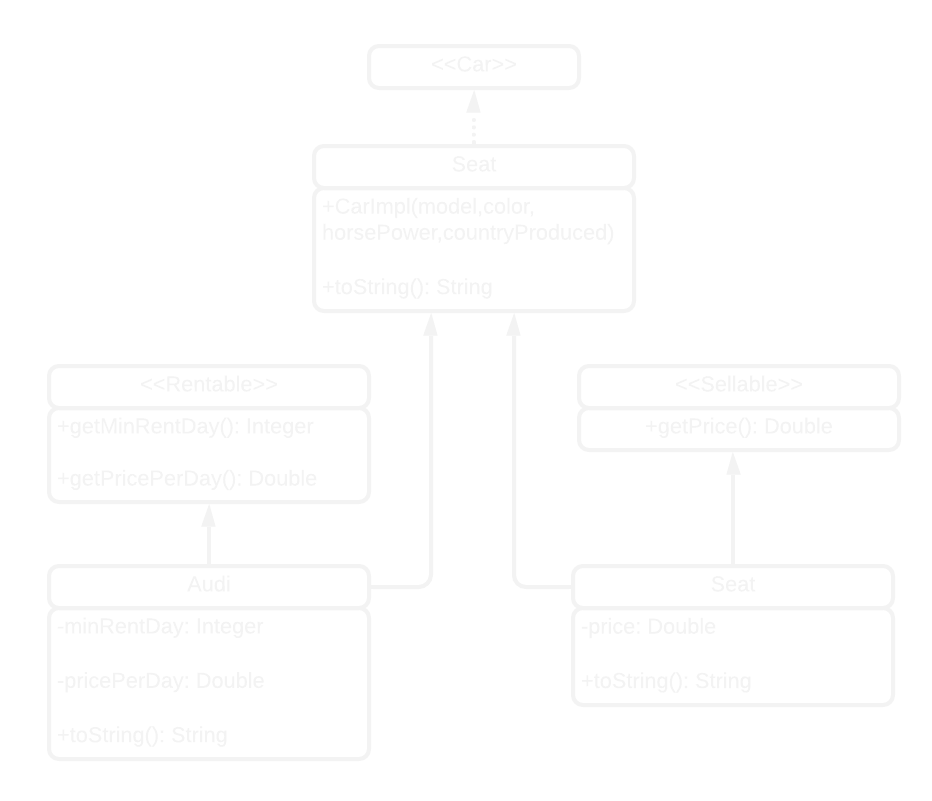 <<Car>>
Seat
+CarImpl(model,color,
horsePower,countryProduced)
+toString(): String
<<Rentable>>
+getMinRentDay(): Integer
+getPricePerDay(): Double
<<Sellable>>
+getPrice(): Double
Audi
-minRentDay: Integer
-pricePerDay: Double
+toString(): String
Seat
-price: Double
+toString(): String